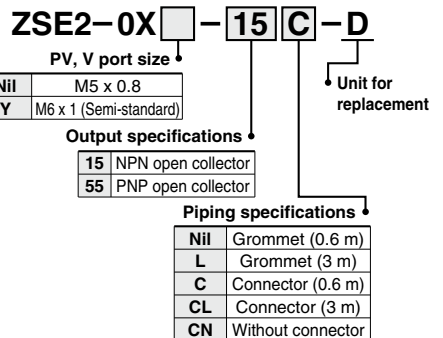 ZSE2-0X - 15 C - D
PV, V port size
Nil M5 x 0.8
Y M6 x 1 (Semi-standard)
Unit for
replacement
Output specifications
15 NPN open collector
55 PNP open collector
Piping specifications
Nil Grommet (0.6 m)
L Grommet (3 m)
C Connector (0.6 m)
CL Connector (3 m)
CN Without connector